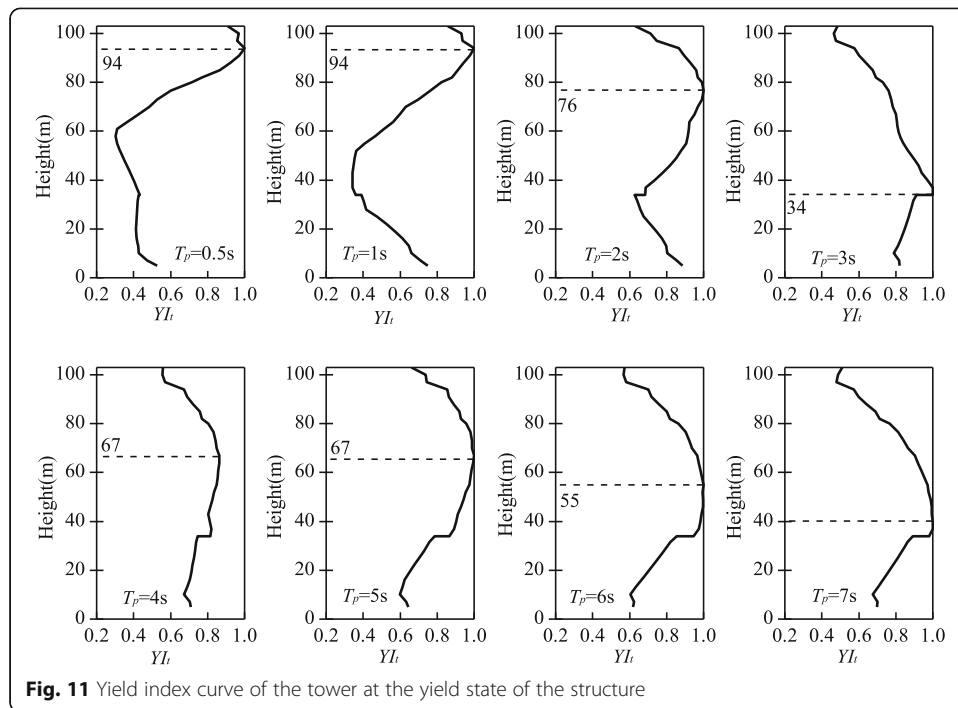 Height(m)
100
80
60
40
20
0
94
Tp=0.5s
0.2 0.4 0.6 0.8 1.0
YIt
Height(m)
100
80
60
40
20
0
94
Tp=1s
0.2 0.4 0.6 0.8 1.0
YIt
Height(m)
100
80
60
40
20
0
76
Tp=2s
0.2 0.4 0.6 0.8 1.0
YIt
Height(m)
100
80
60
40
20
0
34
Tp=3s
0.2 0.4 0.6 0.8 1.0
YIt
Height(m)
100
80
60
40
20
0
67
Tp=4s
0.2 0.4 0.6 0.8 1.0
YIt
Height(m)
100
80
60
40
20
0
67
Tp=5s
0.2 0.4 0.6 0.8 1.0
YIt
Height(m)
100
80
60
40
20
0
55
Tp=6s
0.2 0.4 0.6 0.8 1.0
YIt
Height(m)
100
80
60
40
20
0
Tp=7s
0.2 0.4 0.6 0.8 1.0
YIt
Fig. 11 Yield index curve of the tower at the yield state of the structure